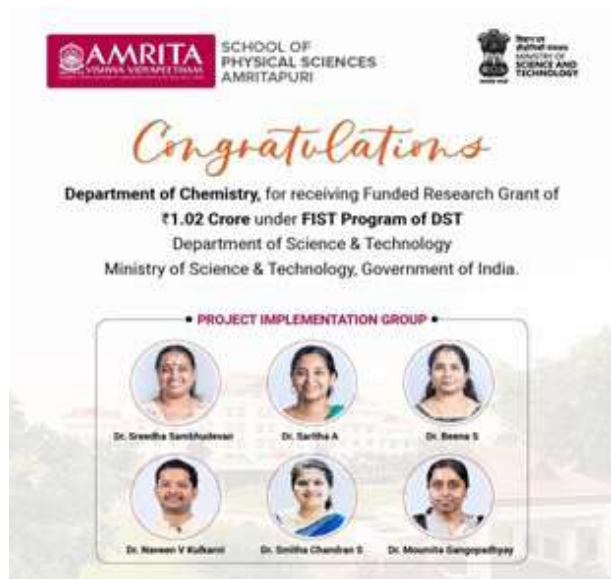 AMRITA
VISHWA VIDYAPEETHAM
SCHOOL OF
PHYSICAL SCIENCES
AMRITAPURI
MINISTRY OF
SCIENCE AND
TECHNOLOGY
Congratulations
Department of Chemistry, for receiving Funded Research Grant of
₹1.02 Crore under FIST Program of DST
Department of Science & Technology
Ministry of Science & Technology, Government of India.
• PROJECT IMPLEMENTATION GROUP •
Dr. Sreedha Sambhudevan
Dr. Saritha A
Dr. Beena S
Dr. Naveen V Kulkarni
Dr. Smitha Chandran S
Dr. Moumita Gangopadhyay